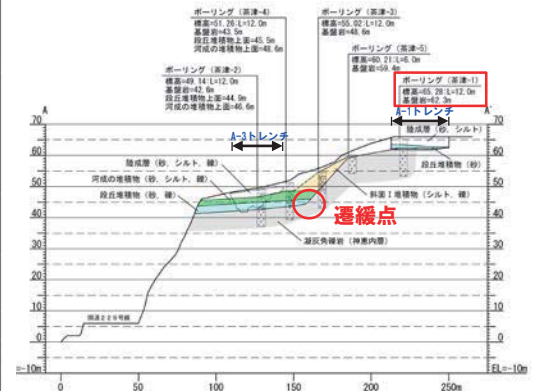 ボーリング（茶津-4）
標高=51.26:L=12.0m
基盤岩=43.5m
段丘堆積物上面=45.5m
河成の堆積物上面=48.6m
ボーリング（茶津-3）
標高=55.02:L=12.0m
基盤岩=48.6m
ボーリング（茶津-5）
標高=60.21:L=6.0m
基盤岩=59.4m
ボーリング（茶津-2）
標高=49.14:L=12.0m
基盤岩=42.6m
段丘堆積物上面=44.9m
河成の堆積物上面=46.6m
ボーリング（茶津-1）
標高=65.28:L=12.0m
基盤岩=62.3m
A-3トレンチ
A-1トレンチ
A
A'
陸成層（砂、シルト）
陸成層（砂、シルト、礫）
河成の堆積物（砂、シルト、礫）
段丘堆積物（砂、礫）
段丘堆積物（砂）
斜面Ⅰ堆積物（シルト、礫）
遷緩点
凝灰角礫岩（神恵内層）
国道229号線
70
60
50
40
30
20
10
0
=-10m
70
60
50
40
30
20
10
0
EL=-10m
0
50m
100
150
200
250m